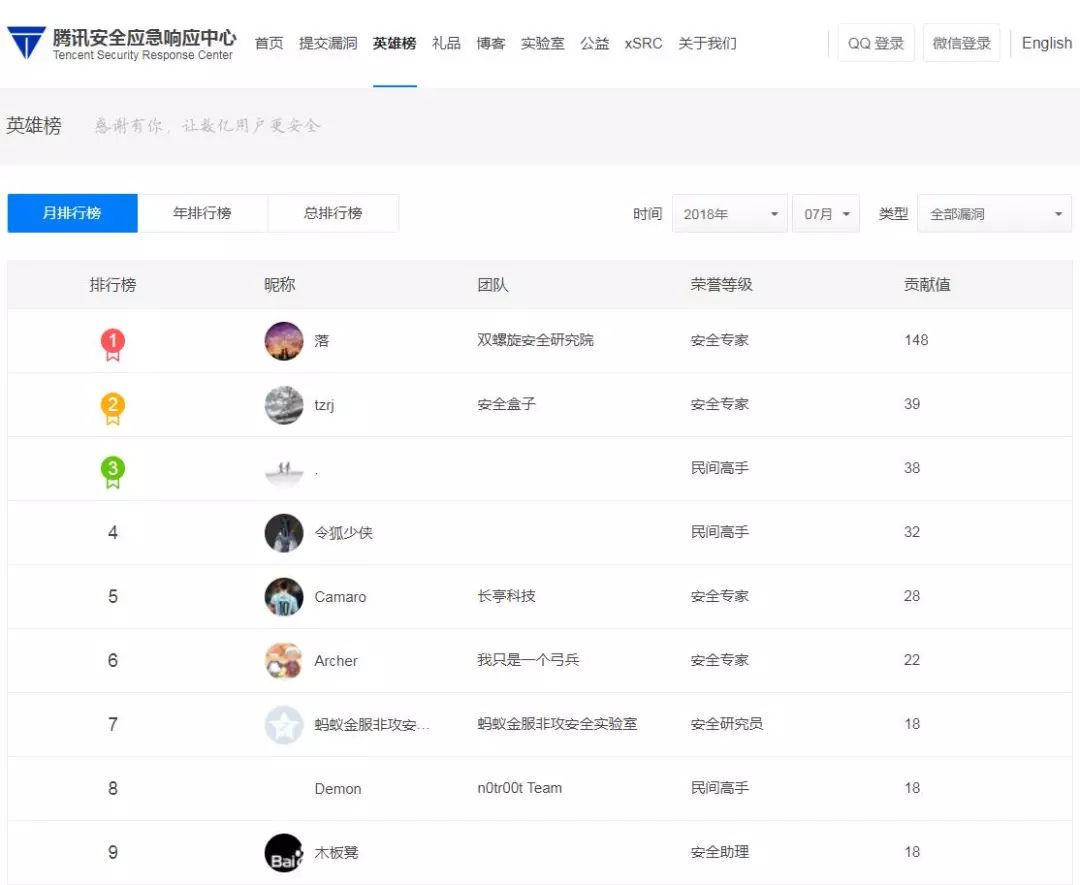 腾讯安全应急响应中心
Tencent Security Response Center
首页 提交漏洞 英雄榜 礼品 博客 实验室 公益 xSRC 关于我们 QQ 登录 微信登录 English
英雄榜 感谢有你，让数亿用户更安全
月排行榜 年排行榜 总排行榜 时间 2018年 07月 类型 全部漏洞
排行榜 昵称 团队 荣誉等级 贡献值
1 落 双螺旋安全研究院 安全专家 148
2 tzrj 安全盒子 安全专家 39
3 . 民间高手 38
4 令狐少侠 民间高手 32
5 Camaro 长亭科技 安全专家 28
6 Archer 我只是一个弓兵 安全专家 22
7 蚂蚁金服非攻安... 蚂蚁金服非攻安全实验室 安全研究员 18
8 Demon n0tr00t Team 民间高手 18
9 Bai 木板凳 安全助理 18